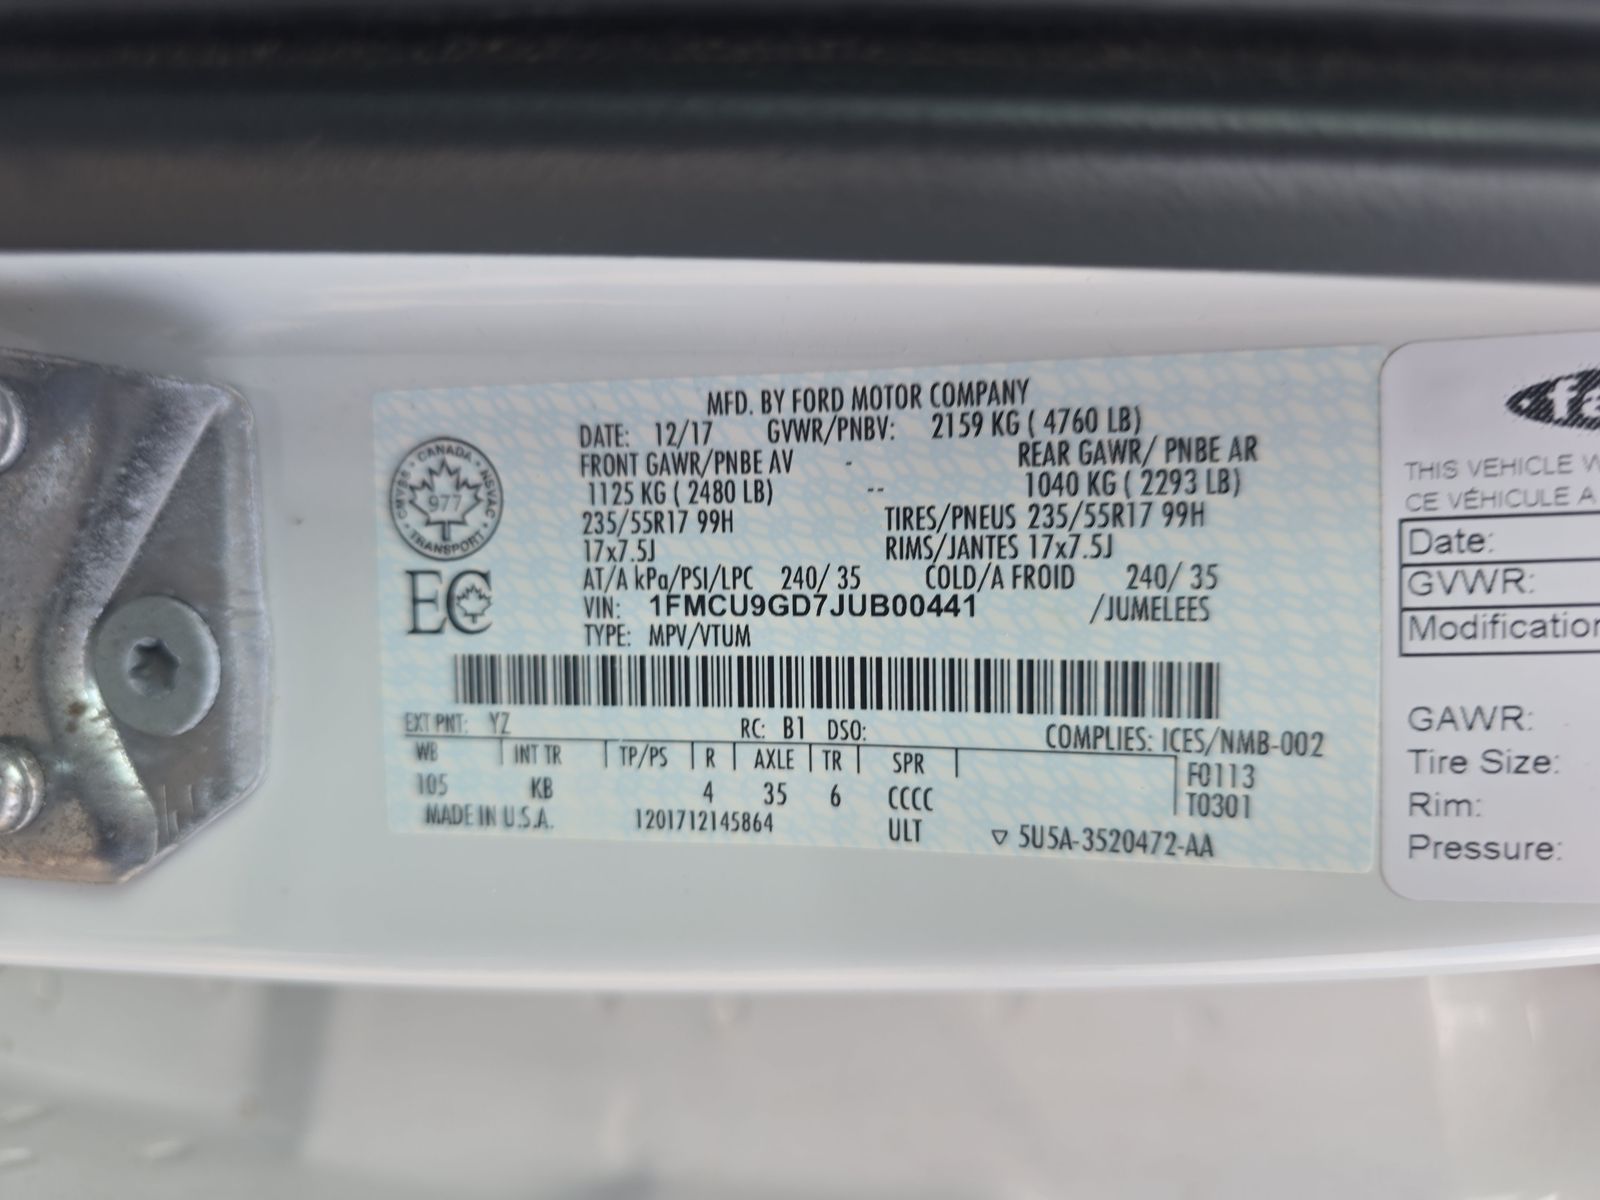 MFD. BY FORD MOTOR COMPANY
DATE: 12/17 GVWR/PNBV: 2159 KG ( 4760 LB)
FRONT GAWR/PNBE AV - REAR GAWR/ PNBE AR
1125 KG ( 2480 LB) -- 1040 KG ( 2293 LB)
235/55R17 99H TIRES/PNEUS 235/55R17 99H
17x7.5J RIMS/JANTES 17x7.5J
AT/A kPa/PSI/LPC 240/ 35 COLD/A FROID 240/ 35
VIN: 1FMCU9GD7JUB00441 /JUMELEES
TYPE: MPV/VTUM
CANADA • NSVAC • TRANSPORT • CMVSS •
977
EC
EXT PNT: YZ RC: B1 DSO:
COMPLIES: ICES/NMB-002
WB INT TR TP/PS R AXLE TR SPR
F0113
105 KB 4 35 6 CCCC
T0301
MADE IN U.S.A. 1201712145864 ULT ▽ 5U5A-3520472-AA
fa
THIS VEHICLE W
CE VÉHICULE A
Date:
GVWR:
Modification
GAWR:
Tire Size:
Rim:
Pressure: